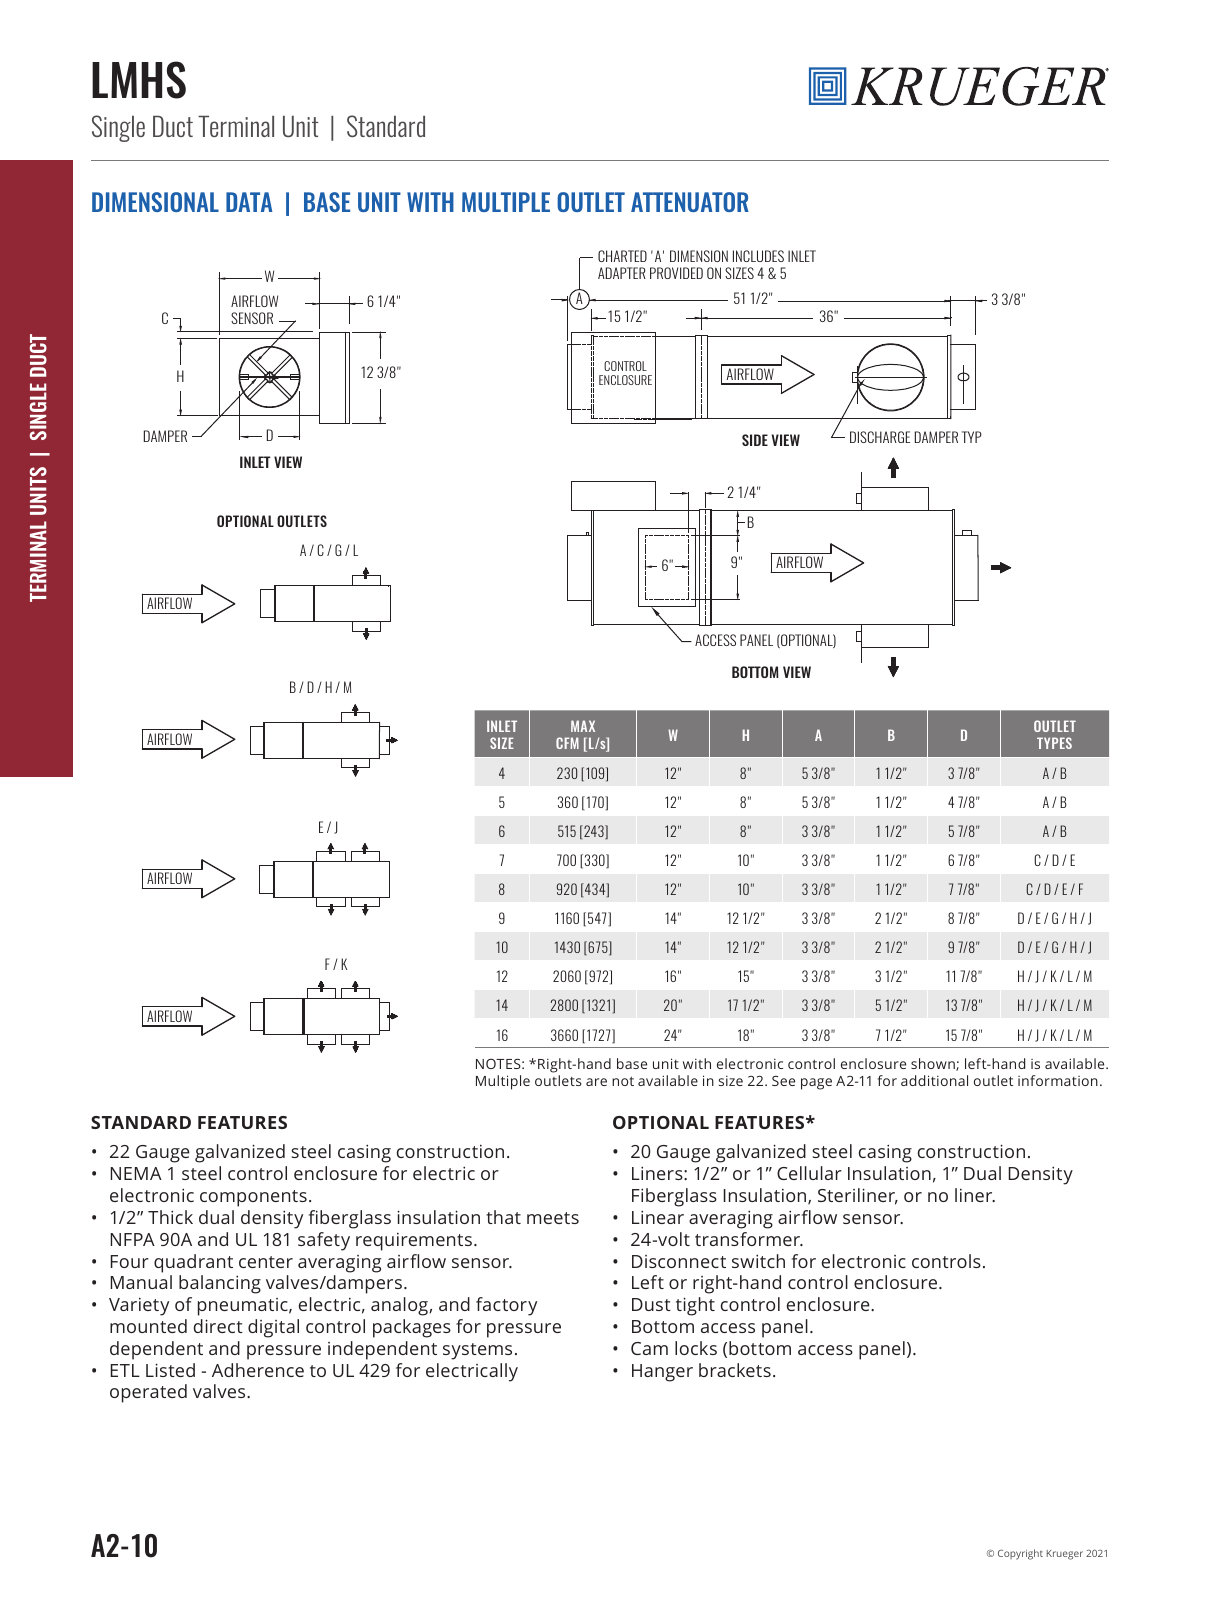 LMHS
KRUEGER
Single Duct Terminal Unit | Standard
TERMINAL UNITS | SINGLE DUCT
DIMENSIONAL DATA | BASE UNIT WITH MULTIPLE OUTLET ATTENUATOR
W
AIRFLOW
SENSOR
6 1/4"
C
H
12 3/8"
DAMPER
D
INLET VIEW
CHARTED 'A' DIMENSION INCLUDES INLET
ADAPTER PROVIDED ON SIZES 4 & 5
A
51 1/2"
3 3/8"
15 1/2"
36"
CONTROL
ENCLOSURE
AIRFLOW
O
SIDE VIEW
DISCHARGE DAMPER TYP
2 1/4"
B
6"
9"
AIRFLOW
ACCESS PANEL (OPTIONAL)
BOTTOM VIEW
OPTIONAL OUTLETS
A / C / G / L
AIRFLOW
B / D / H / M
AIRFLOW
E / J
AIRFLOW
F / K
AIRFLOW
INLET SIZE MAX CFM [L/s] W H A B D OUTLET TYPES
4 230 [109] 12" 8" 5 3/8" 1 1/2" 3 7/8" A / B
5 360 [170] 12" 8" 5 3/8" 1 1/2" 4 7/8" A / B
6 515 [243] 12" 8" 3 3/8" 1 1/2" 5 7/8" A / B
7 700 [330] 12" 10" 3 3/8" 1 1/2" 6 7/8" C / D / E
8 920 [434] 12" 10" 3 3/8" 1 1/2" 7 7/8" C / D / E / F
9 1160 [547] 14" 12 1/2" 3 3/8" 2 1/2" 8 7/8" D / E / G / H / J
10 1430 [675] 14" 12 1/2" 3 3/8" 2 1/2" 9 7/8" D / E / G / H / J
12 2060 [972] 16" 15" 3 3/8" 3 1/2" 11 7/8" H / J / K / L / M
14 2800 [1321] 20" 17 1/2" 3 3/8" 5 1/2" 13 7/8" H / J / K / L / M
16 3660 [1727] 24" 18" 3 3/8" 7 1/2" 15 7/8" H / J / K / L / M
NOTES: *Right-hand base unit with electronic control enclosure shown; left-hand is available.
Multiple outlets are not available in size 22. See page A2-11 for additional outlet information.
STANDARD FEATURES
• 22 Gauge galvanized steel casing construction.
• NEMA 1 steel control enclosure for electric or
electronic components.
• 1/2” Thick dual density fiberglass insulation that meets
NFPA 90A and UL 181 safety requirements.
• Four quadrant center averaging airflow sensor.
• Manual balancing valves/dampers.
• Variety of pneumatic, electric, analog, and factory
mounted direct digital control packages for pressure
dependent and pressure independent systems.
• ETL Listed - Adherence to UL 429 for electrically
operated valves.
OPTIONAL FEATURES*
• 20 Gauge galvanized steel casing construction.
• Liners: 1/2” or 1” Cellular Insulation, 1” Dual Density
Fiberglass Insulation, Steriliner, or no liner.
• Linear averaging airflow sensor.
• 24-volt transformer.
• Disconnect switch for electronic controls.
• Left or right-hand control enclosure.
• Dust tight control enclosure.
• Bottom access panel.
• Cam locks (bottom access panel).
• Hanger brackets.
A2-10
© Copyright Krueger 2021